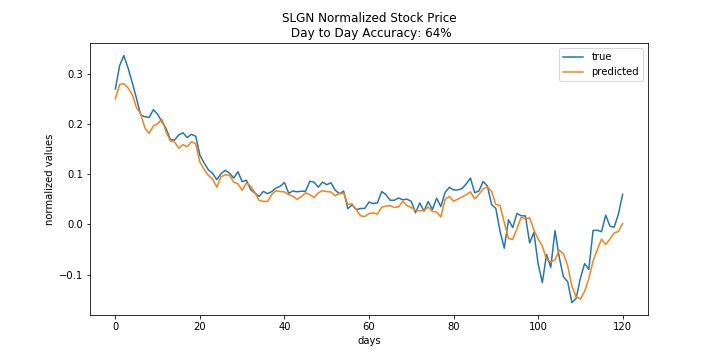 SLGN Normalized Stock Price
Day to Day Accuracy: 64%
true
predicted
normalized values
0.3
0.2
0.1
0.0
−0.1
0 20 40 60 80 100 120
days